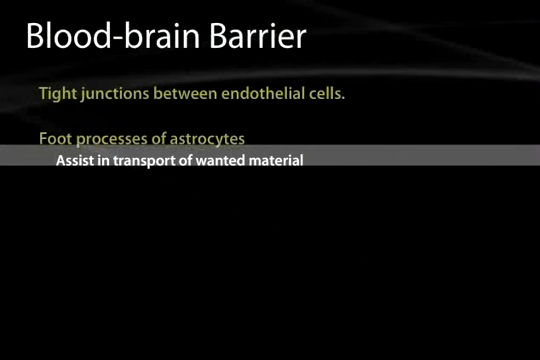 Blood-brain Barrier
Tight junctions between endothelial cells.
Foot processes of astrocytes
Assist in transport of wanted material